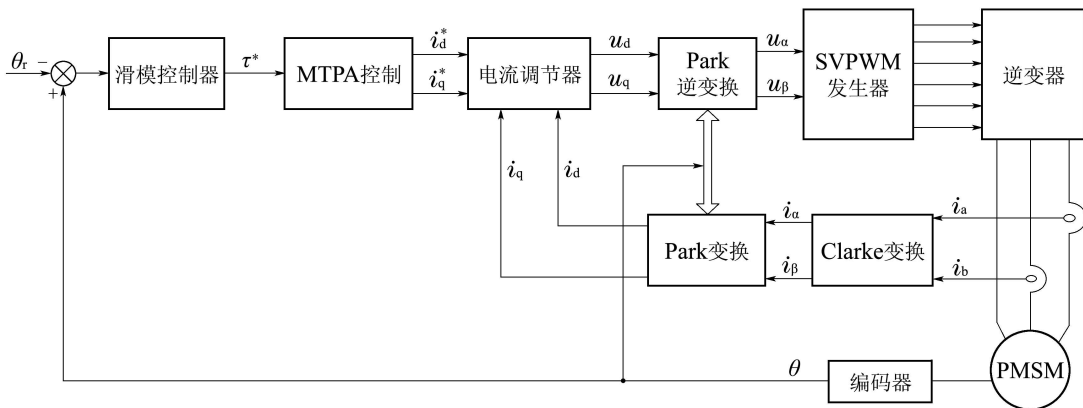 θr
−
+
滑模控制器
τ*
MTPA控制
i*d
i*q
电流调节器
ud
uq
Park
逆变换
uα
uβ
SVPWM
发生器
逆变器
iq
id
Park变换
iα
iβ
Clarke变换
ia
ib
θ
编码器
PMSM